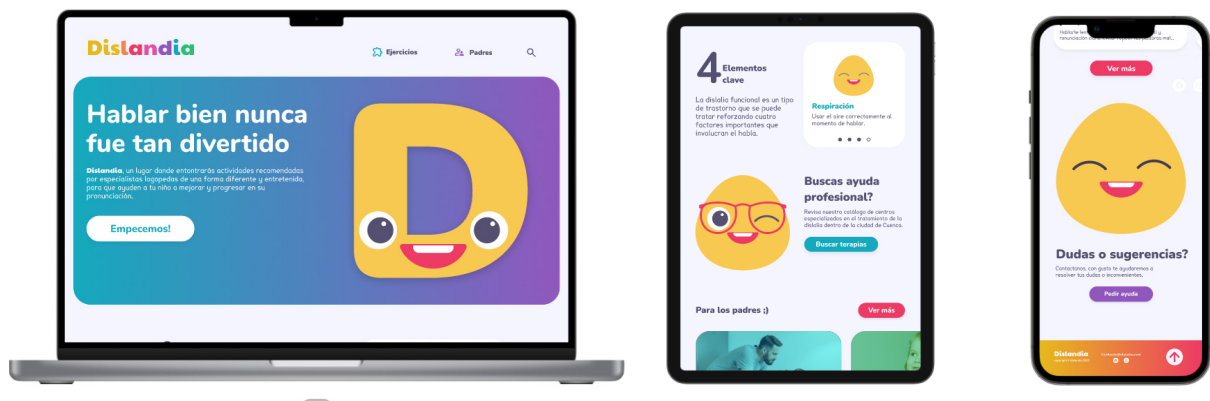 Dislandia
Ejercicios
Padres
Hablar bien nunca
fue tan divertido
Dislandia, un lugar donde entontrarás actividades recomendadas
por especialistas logopedas de una forma diferente y entretenida,
para que ayuden a tu niño a mejorar y progresar en su
pronunciación.
Empecemos!
4 Elementos
clave
La dislalia funcional es un tipo
de trastorno que se puede
tratar reforzando cuatro
factores importantes que
involucran el habla.
Respiración
Usar el aire correctamente al
momento de hablar.
Buscas ayuda
profesional?
Revisa nuestro catálogo de centros
especializados en el tratamiento de la
dislalia dentro de la ciudad de Cuenca.
Buscar terapias
Para los padres ;)
Ver más
Ver más
Dudas o sugerencias?
Contactanos, con gusto te ayudaremos a
resolver tus dudas o inconvenientes.
Pedir ayuda
Dislandia